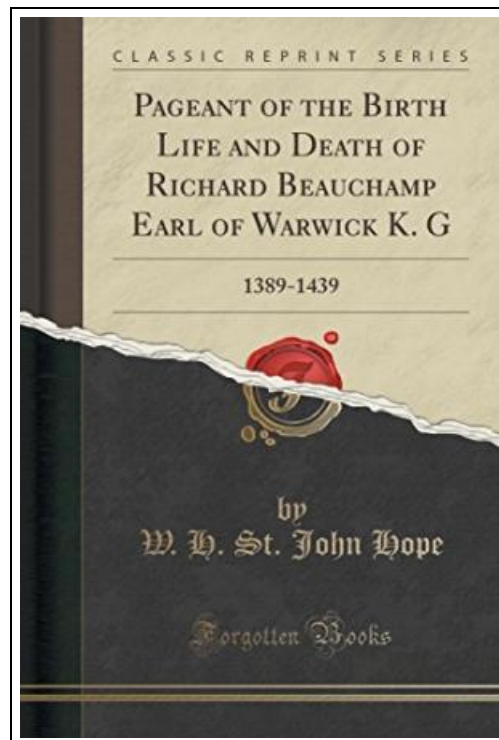 CLASSIC REPRINT SERIES
PAGEANT OF THE BIRTH
LIFE AND DEATH OF
RICHARD BEAUCHAMP
EARL OF WARWICK K. G
1389-1439
by
W. H. St. John Hope
Forgotten Books